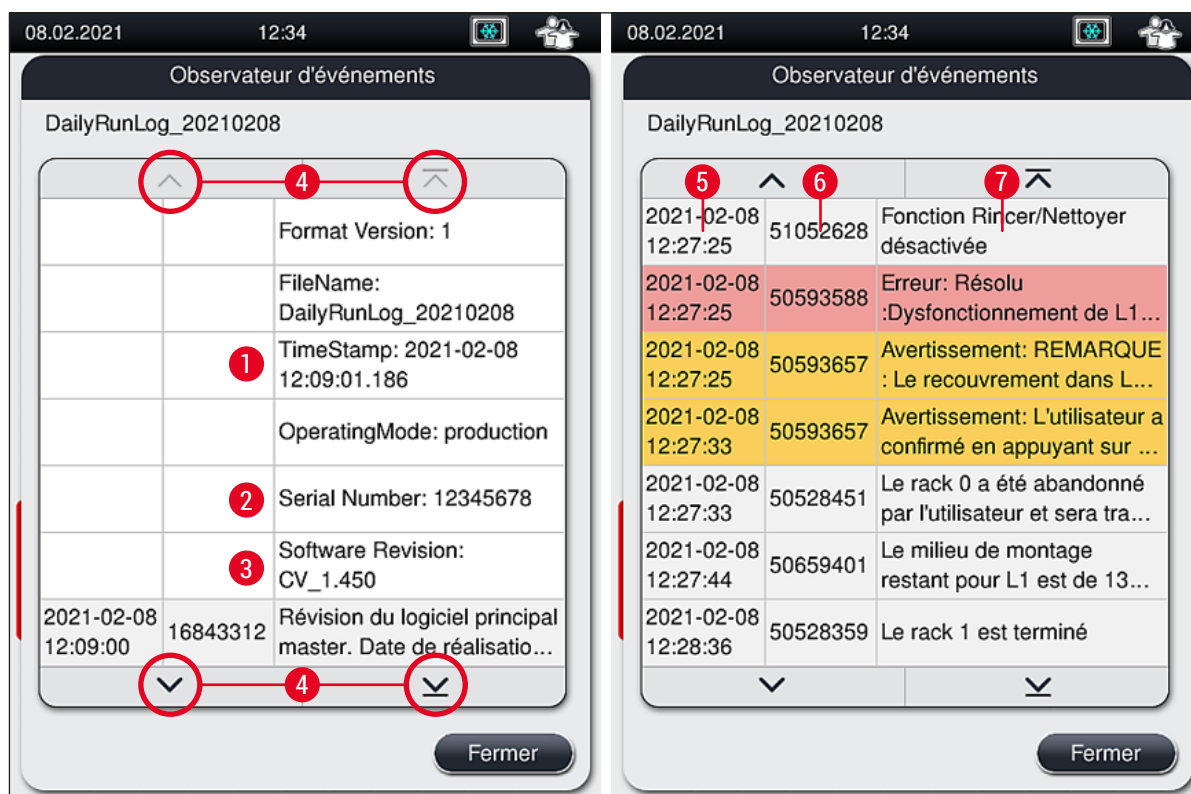 08.02.2021 12:34
Observateur d'événements
DailyRunLog_20210208
4
Format Version: 1
FileName:
DailyRunLog_20210208
1
TimeStamp: 2021-02-08
12:09:01.186
OperatingMode: production
2
Serial Number: 12345678
3
Software Revision:
CV_1.450
2021-02-08
12:09:00
16843312
Révision du logiciel principal
master. Date de réalisatio...
4
Fermer
08.02.2021 12:34
Observateur d'événements
DailyRunLog_20210208
5 6 7
2021-02-08
12:27:25
51052628
Fonction Rincer/Nettoyer
désactivée
2021-02-08
12:27:25
50593588
Erreur: Résolu
:Dysfonctionnement de L1...
2021-02-08
12:27:25
50593657
Avertissement: REMARQUE
: Le recouvrement dans L...
2021-02-08
12:27:33
50593657
Avertissement: L'utilisateur a
confirmé en appuyant sur ...
2021-02-08
12:27:33
50528451
Le rack 0 a été abandonné
par l'utilisateur et sera tra...
2021-02-08
12:27:44
50659401
Le milieu de montage
restant pour L1 est de 13...
2021-02-08
12:28:36
50528359
Le rack 1 est terminé
Fermer